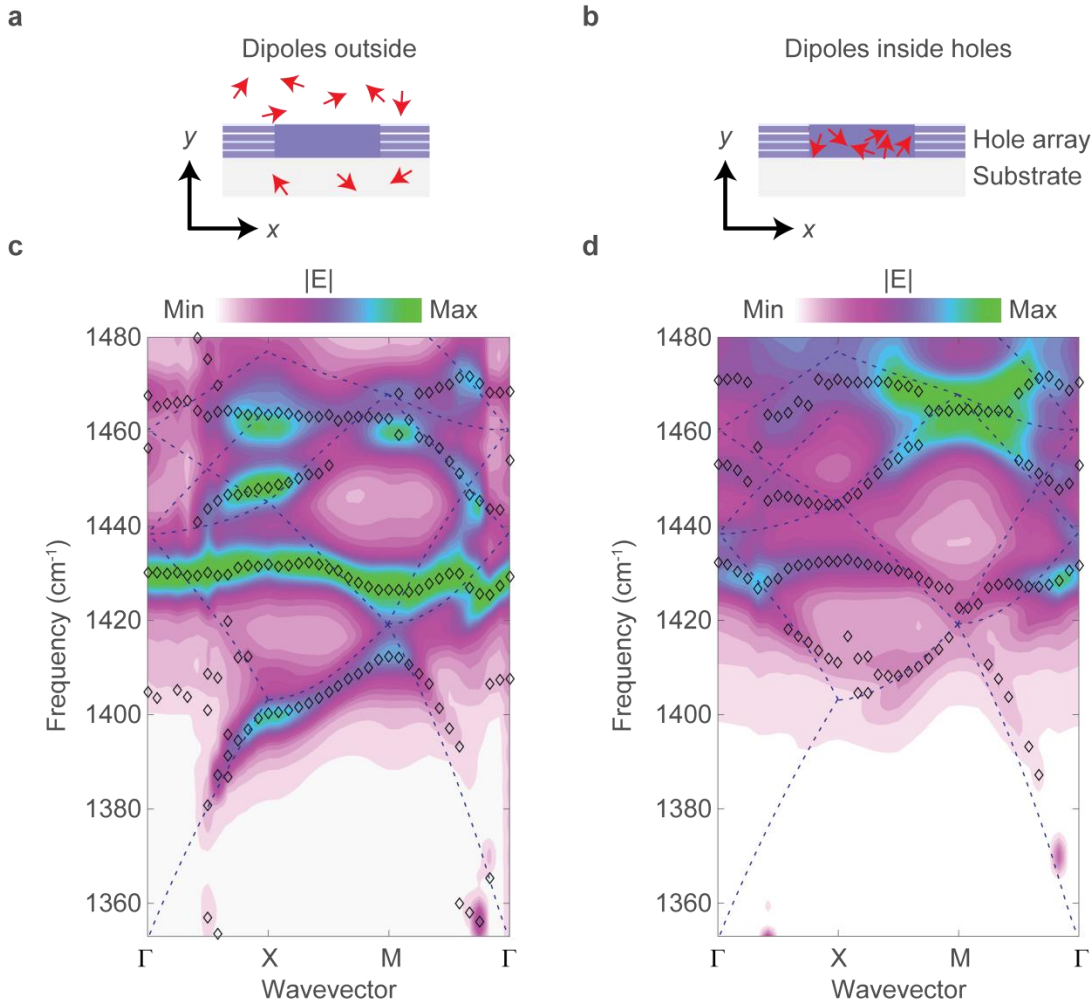 a
Dipoles outside
y
x
b
Dipoles inside holes
y
x
Hole array
Substrate
c
|E|
Min
Max
1480
1460
1440
1420
1400
1380
1360
Frequency (cm-1)
Γ
X
M
Γ
Wavevector
d
|E|
Min
Max
1480
1460
1440
1420
1400
1380
1360
Frequency (cm-1)
Γ
X
M
Γ
Wavevector